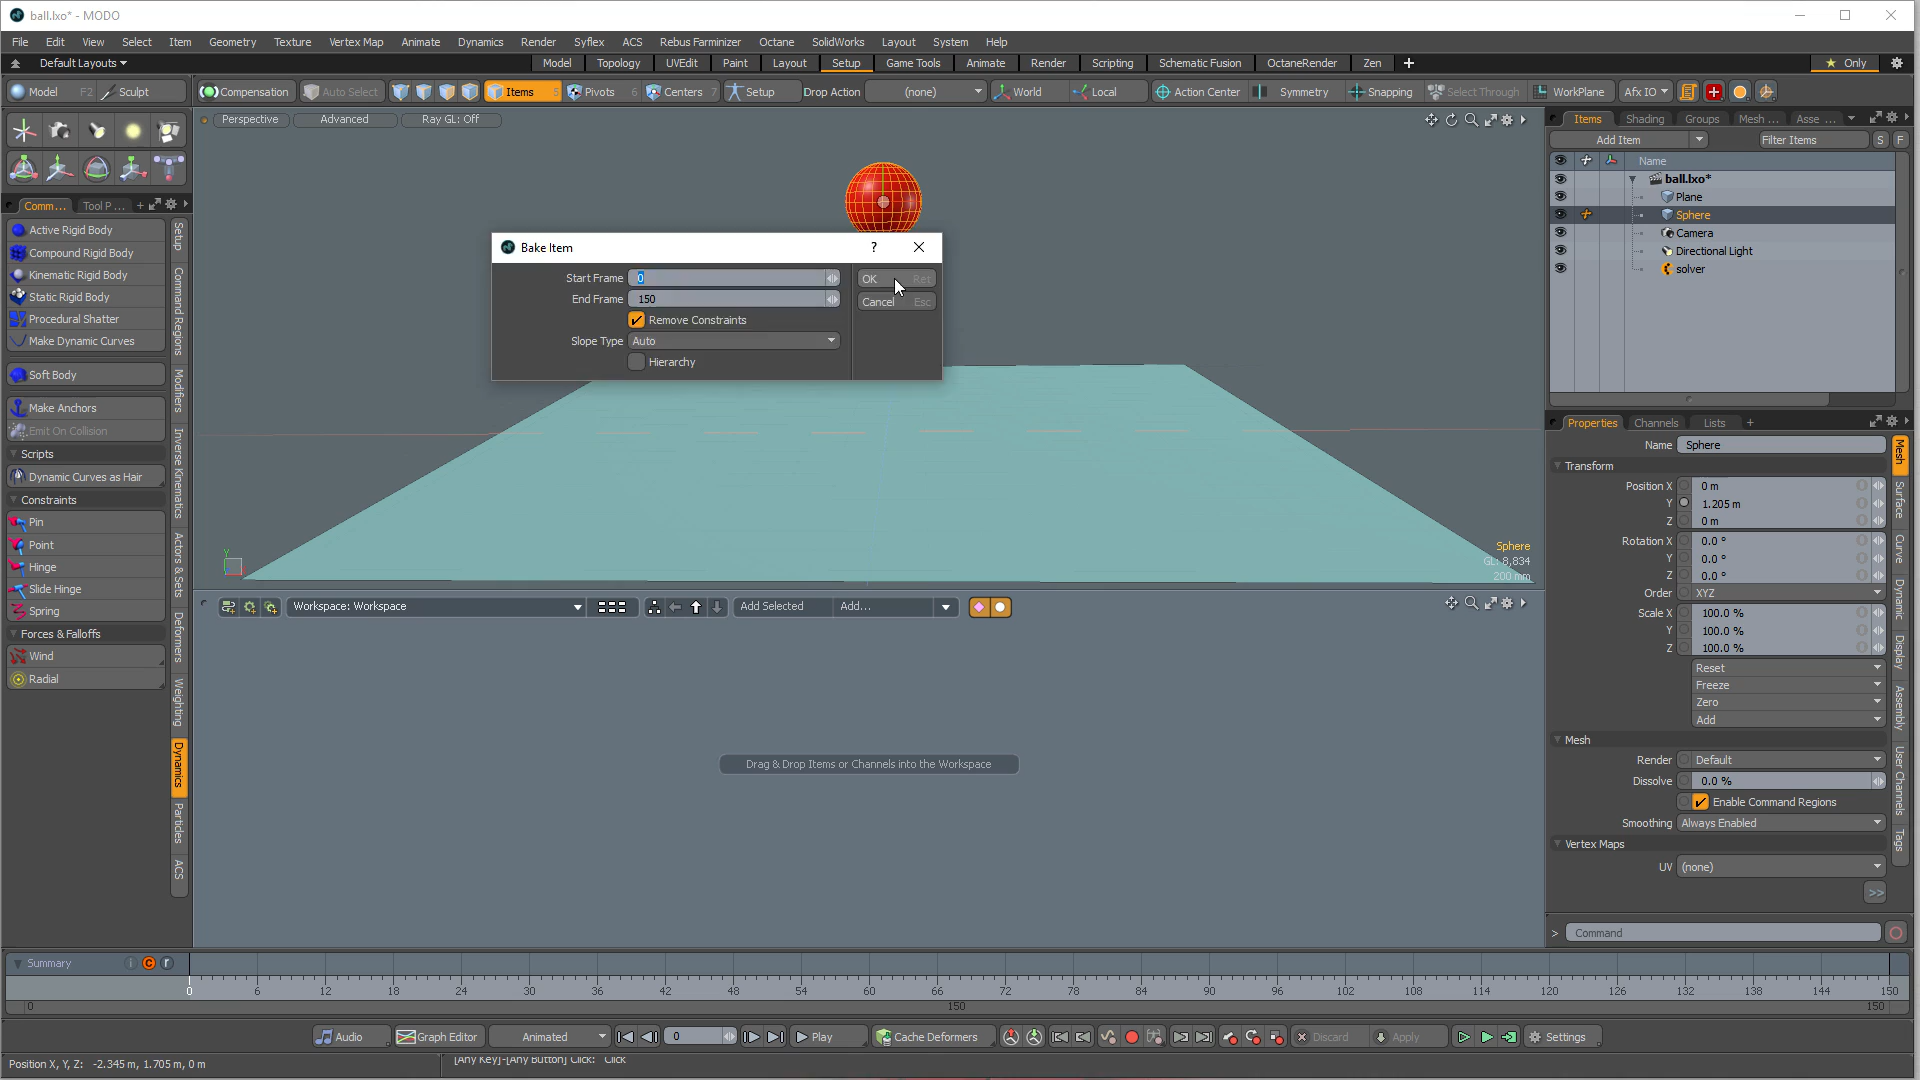 ball.lxo* - MODO
File Edit View Select Item Geometry Texture Vertex Map Animate Dynamics Render Syflex ACS Rebus Farminizer Octane SolidWorks Layout System Help
Default Layouts Model Topology UVEdit Paint Layout Setup Game Tools Animate Render Scripting Schematic Fusion OctaneRender Zen + Only
Model F2 Sculpt Compensation Auto Select Items 5 Pivots 6 Centers 7 Setup Drop Action (none) World Local Action Center Symmetry Snapping Select Through WorkPlane Afx IO
Perspective Advanced Ray GL: Off
Comm... Tool P ... +
Active Rigid Body
Compound Rigid Body
Kinematic Rigid Body
Static Rigid Body
Procedural Shatter
Make Dynamic Curves
Soft Body
Make Anchors
Emit On Collision
Scripts
Dynamic Curves as Hair
Constraints
Pin
Point
Hinge
Slide Hinge
Spring
Forces & Falloffs
Wind
Radial
Setup
Command Regions
Modifiers
Inverse Kinematics
Actors & Sets
Deformers
Weighting
Dynamics
Particles
ACS
Bake Item ?
Start Frame 0
End Frame 150
Remove Constraints
Slope Type Auto
Hierarchy
OK Ret
Cancel Esc
Y
Sphere
GL: 8,834
200 mm
Workspace: Workspace Add Selected Add...
Drag & Drop Items or Channels into the Workspace
Items Shading Groups Mesh ... Asse ...
Add Item Filter Items S F
Name
ball.lxo*
Plane
Sphere
Camera
Directional Light
solver
Properties Channels Lists +
Name Sphere
Transform
Position X 0 m
Y 1.205 m
Z 0 m
Rotation X 0.0 °
Y 0.0 °
Z 0.0 °
Order XYZ
Scale X 100.0 %
Y 100.0 %
Z 100.0 %
Reset
Freeze
Zero
Add
Mesh
Render Default
Dissolve 0.0 %
Enable Command Regions
Smoothing Always Enabled
Vertex Maps
UV (none)
>>
Mesh
Surface
Curve
Dynamic
Display
Assembly
User Channels
Tags
> Command
Summary i C r
0 6 12 18 24 30 36 42 48 54 60 66 72 78 84 90 96 102 108 114 120 126 132 138 144 150
0 150 150
Audio Graph Editor Animated 0 Play Cache Deformers Discard Apply Settings
Position X, Y, Z: -2.345 m, 1.705 m, 0 m [Any Key]-[Any Button] Click: Click